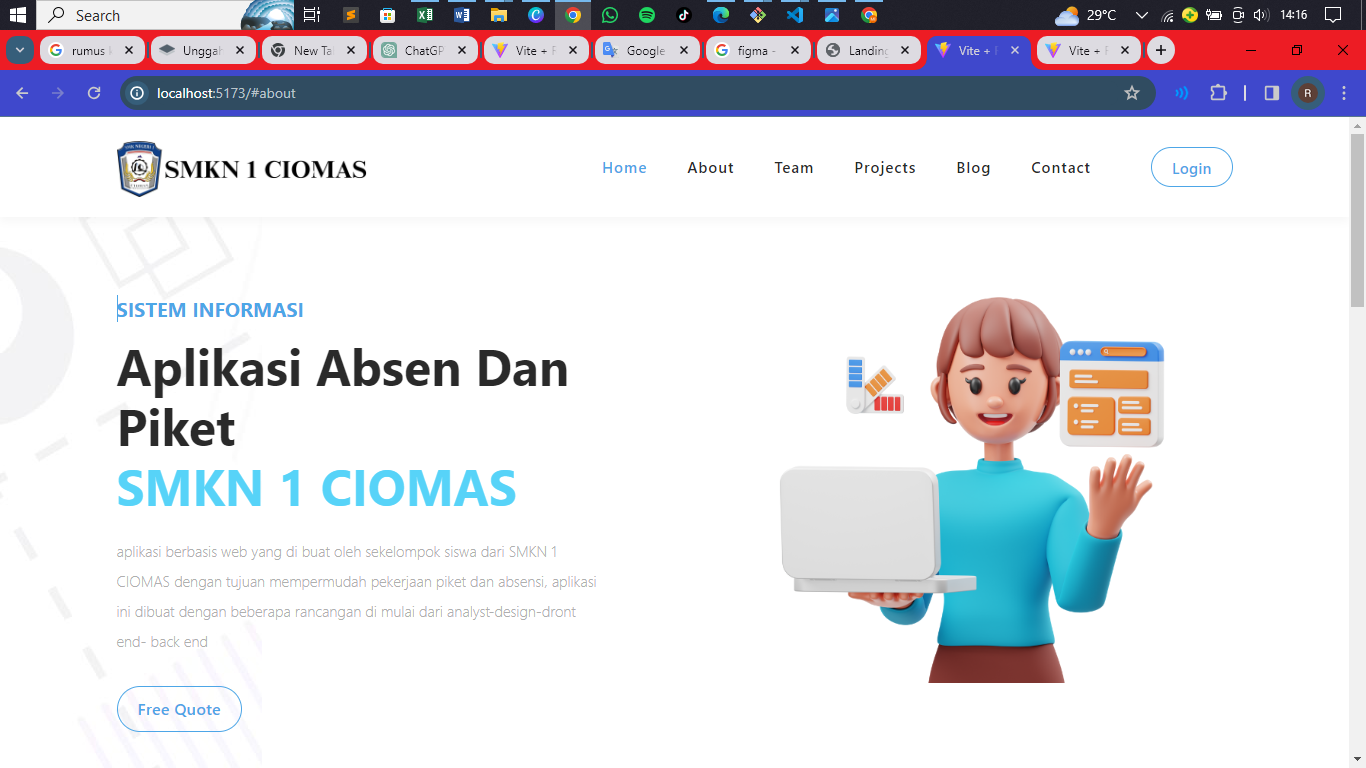 Search
29°C
14:16
rumus
Unggah
New Ta
ChatGP
Vite +
Google
figma -
Landing
Vite +
Vite +
localhost:5173/#about
R
SMKN 1 CIOMAS
Home
About
Team
Projects
Blog
Contact
Login
SISTEM INFORMASI
Aplikasi Absen Dan
Piket
SMKN 1 CIOMAS
aplikasi berbasis web yang di buat oleh sekelompok siswa dari SMKN 1
CIOMAS dengan tujuan mempermudah pekerjaan piket dan absensi, aplikasi
ini dibuat dengan beberapa rancangan di mulai dari analyst-design-dront
end- back end
Free Quote